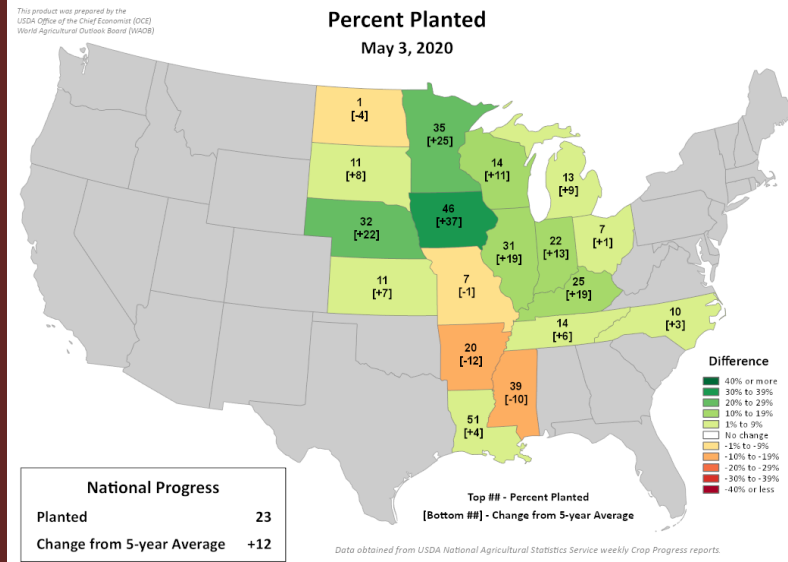 This product was prepared by the
USDA Office of the Chief Economist (OCE)
World Agricultural Outlook Board (WAOB)
Percent Planted
May 3, 2020
1
[-4]
35
[+25]
11
[+8]
14
[+11]
13
[+9]
32
[+22]
46
[+37]
31
[+19]
22
[+13]
7
[+1]
11
[+7]
7
[-1]
25
[+19]
14
[+6]
10
[+3]
20
[-12]
39
[-10]
51
[+4]
Difference
40% or more
30% to 39%
20% to 29%
10% to 19%
1% to 9%
No change
-1% to -9%
-10% to -19%
-20% to -29%
-30% to -39%
-40% or less
National Progress
Planted 23
Change from 5-year Average +12
Top ## - Percent Planted
[Bottom ##] - Change from 5-year Average
Data obtained from USDA National Agricultural Statistics Service weekly Crop Progress reports.